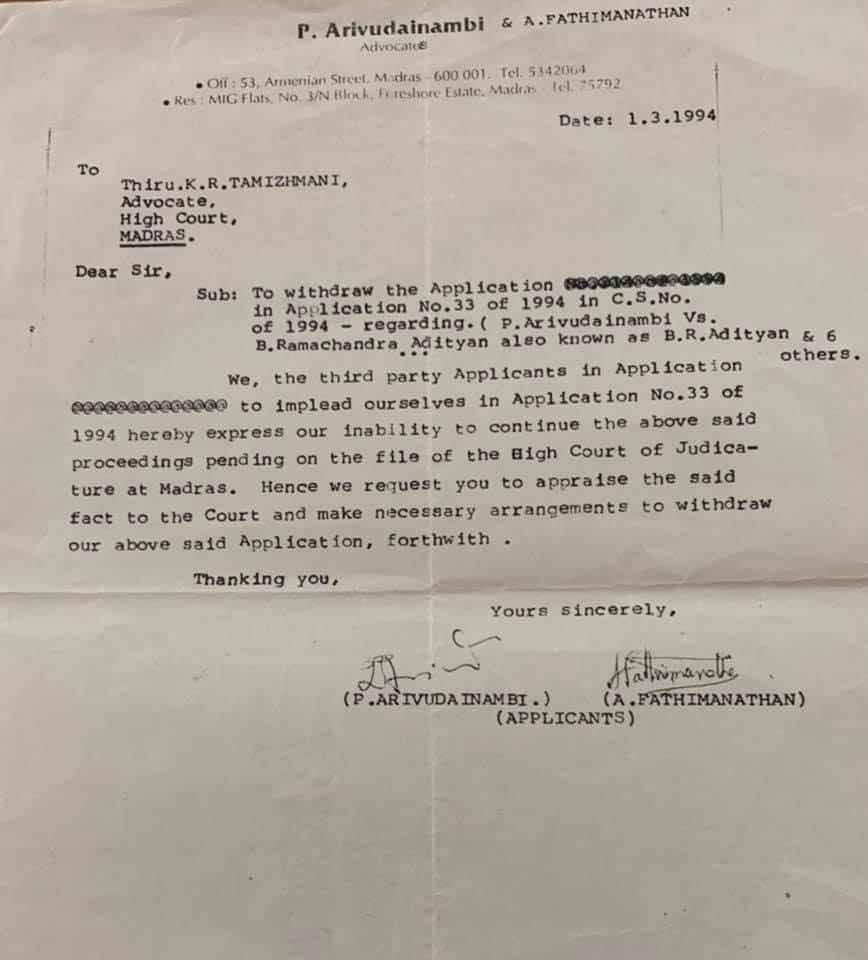 P. Arivudainambi & A.FATHIMANATHAN
Advocates
• Off : 53, Armenian Street, Madras - 600 001. Tel. 5342064
• Res : MIG Flats, No. 3/N Block, Foreshore Estate, Madras - Tel. 75792
Date: 1.3.1994
To
Thiru.K.R.TAMIZHMANI,
Advocate,
High Court,
MADRAS.
Dear Sir,
Sub: To withdraw the Application
in Application No.33 of 1994 in C.S.No.
of 1994 - regarding.( P.Arivudainambi Vs.
B.Ramachandra Adityan also known as B.R.Adityan & 6
others.
...
We, the third party Applicants in Application
to implead ourselves in Application No.33 of
1994 hereby express our inability to continue the above said
proceedings pending on the file of the High Court of Judica-
ture at Madras. Hence we request you to appraise the said
fact to the Court and make necessary arrangements to withdraw
our above said Application, forthwith .
Thanking you,
Yours sincerely,
(P.ARIVUDAINAMBI.) (A.FATHIMANATHAN)
(APPLICANTS)